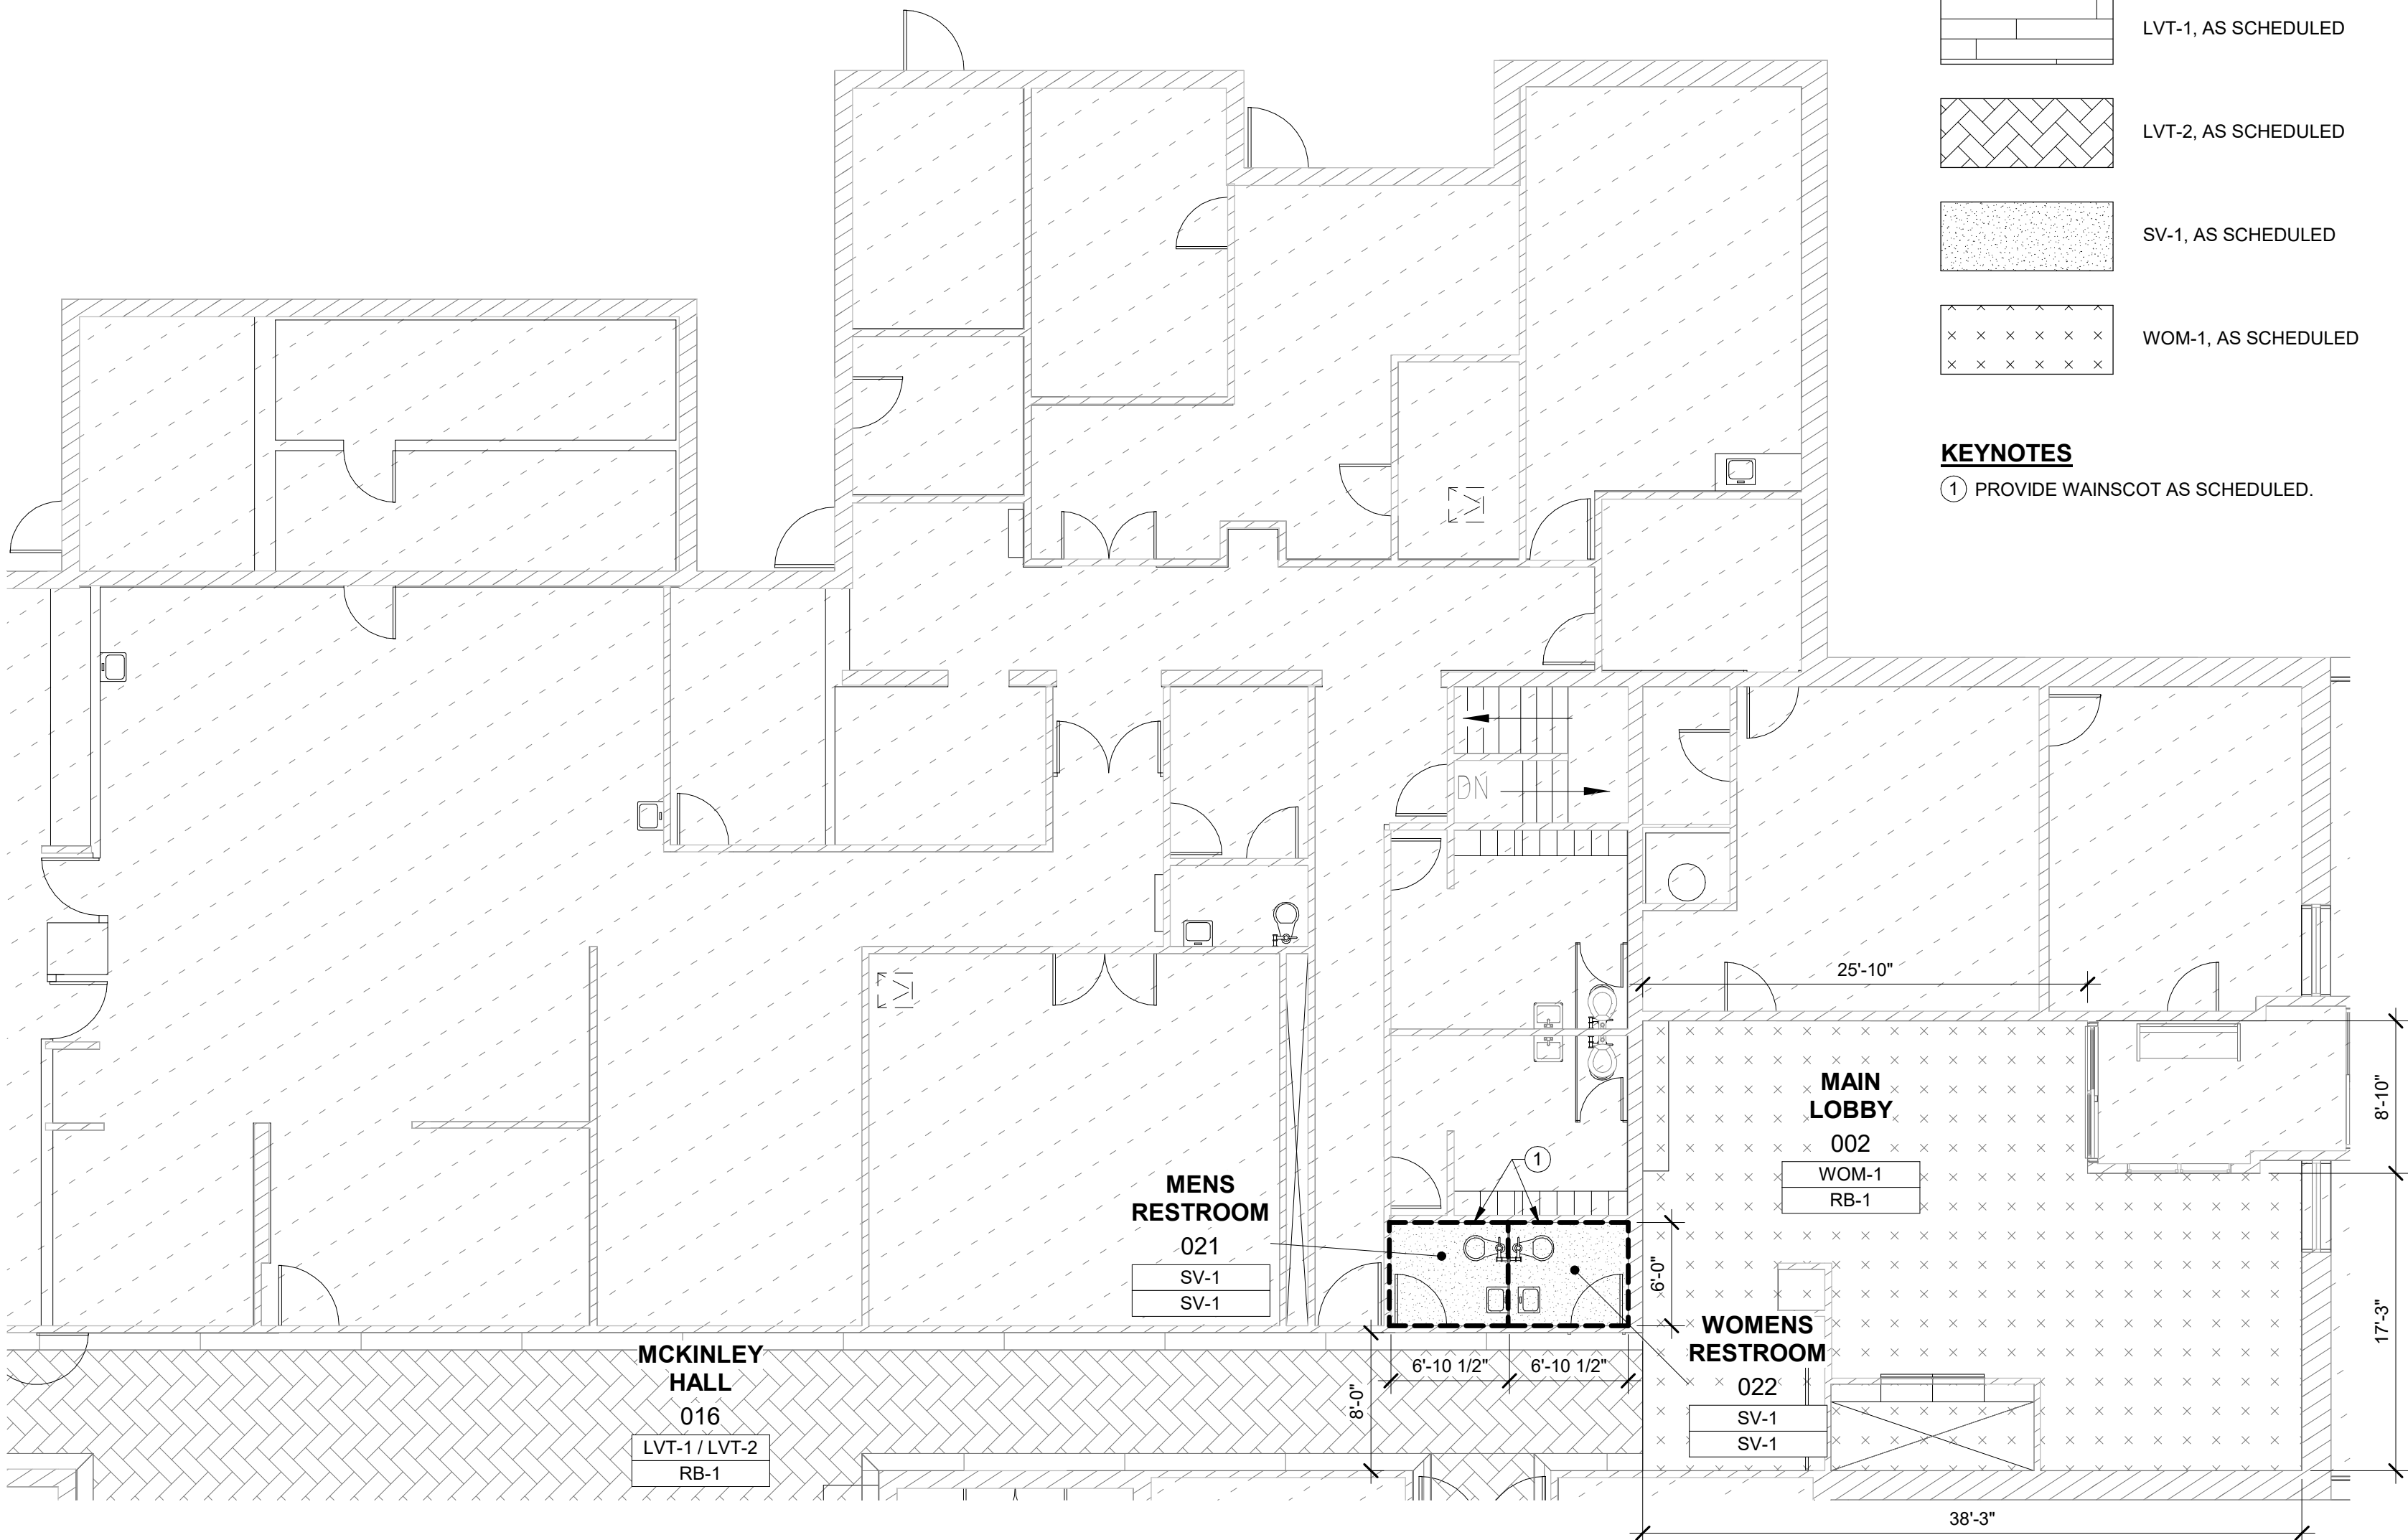 LVT-1, AS SCHEDULED
LVT-2, AS SCHEDULED
SV-1, AS SCHEDULED
WOM-1, AS SCHEDULED
KEYNOTES
1 PROVIDE WAINSCOT AS SCHEDULED.
DN
25'-10"
MAIN
LOBBY
002
WOM-1
RB-1
8'-10"
1
MENS
RESTROOM
021
SV-1
SV-1
6'-0"
17'-3"
WOMENS
RESTROOM
022
SV-1
SV-1
6'-10 1/2"
6'-10 1/2"
8'-0"
MCKINLEY
HALL
016
LVT-1 / LVT-2
RB-1
38'-3"